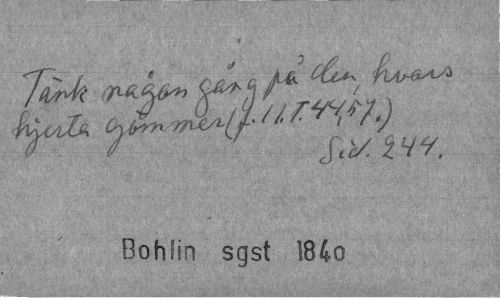 Tänk någon gång på den, hvars
hjerta gömmer (f. 11. T. 44,57.)
Sid. 244.
Bohlin sgst 1840